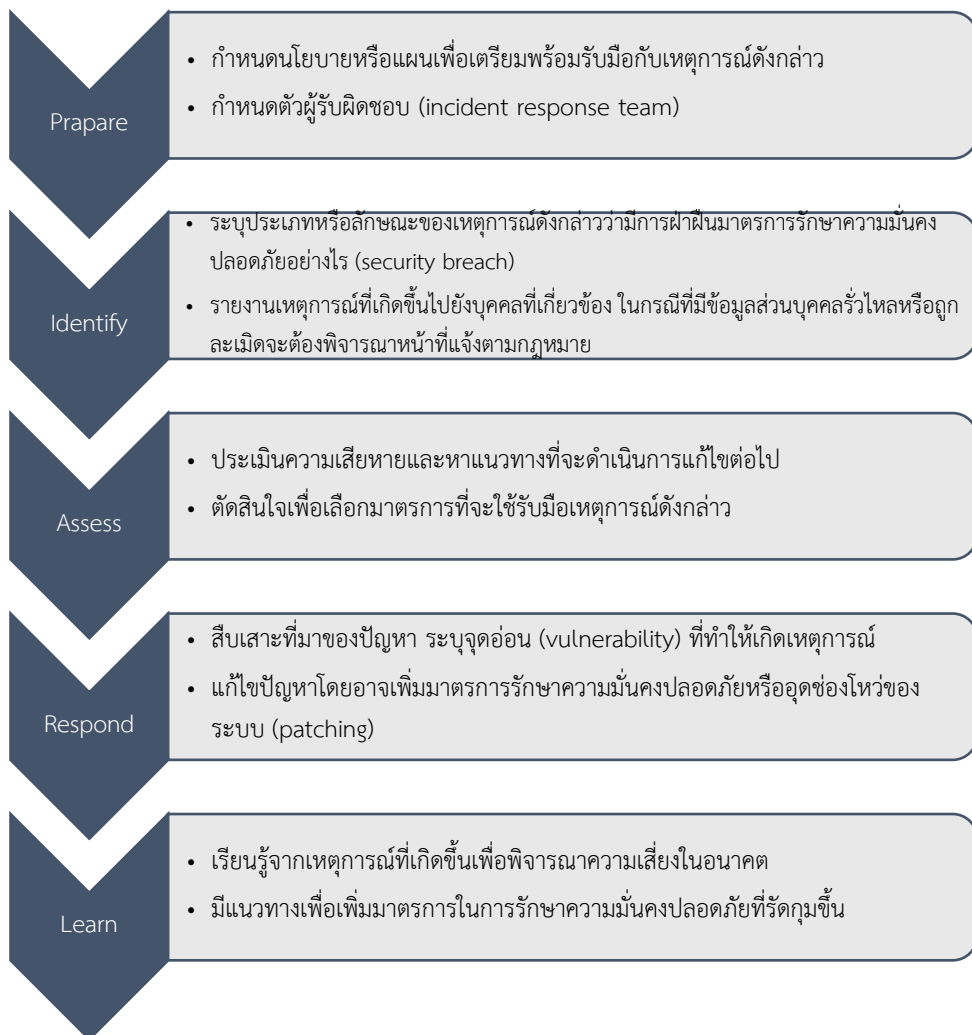 Prapare
• กำหนดนโยบายหรือแผนเพื่อเตรียมพร้อมรับมือกับเหตุการณ์ดังกล่าว
• กำหนดตัวผู้รับผิดชอบ (incident response team)
Identify
• ระบุประเภทหรือลักษณะของเหตุการณ์ดังกล่าวว่ามีการฝ่าฝืนมาตรการรักษาความมั่นคง
ปลอดภัยอย่างไร (security breach)
• รายงานเหตุการณ์ที่เกิดขึ้นไปยังบุคคลที่เกี่ยวข้อง ในกรณีที่มีข้อมูลส่วนบุคคลรั่วไหลหรือถูก
ละเมิดจะต้องพิจารณาหน้าที่แจ้งตามกฎหมาย
Assess
• ประเมินความเสียหายและหาแนวทางที่จะดำเนินการแก้ไขต่อไป
• ตัดสินใจเพื่อเลือกมาตรการที่จะใช้รับมือเหตุการณ์ดังกล่าว
Respond
• สืบเสาะที่มาของปัญหา ระบุจุดอ่อน (vulnerability) ที่ทำให้เกิดเหตุการณ์
• แก้ไขปัญหาโดยอาจเพิ่มมาตรการรักษาความมั่นคงปลอดภัยหรืออุดช่องโหว่ของ
ระบบ (patching)
Learn
• เรียนรู้จากเหตุการณ์ที่เกิดขึ้นเพื่อพิจารณาความเสี่ยงในอนาคต
• มีแนวทางเพื่อเพิ่มมาตรการในการรักษาความมั่นคงปลอดภัยที่รัดกุมขึ้น